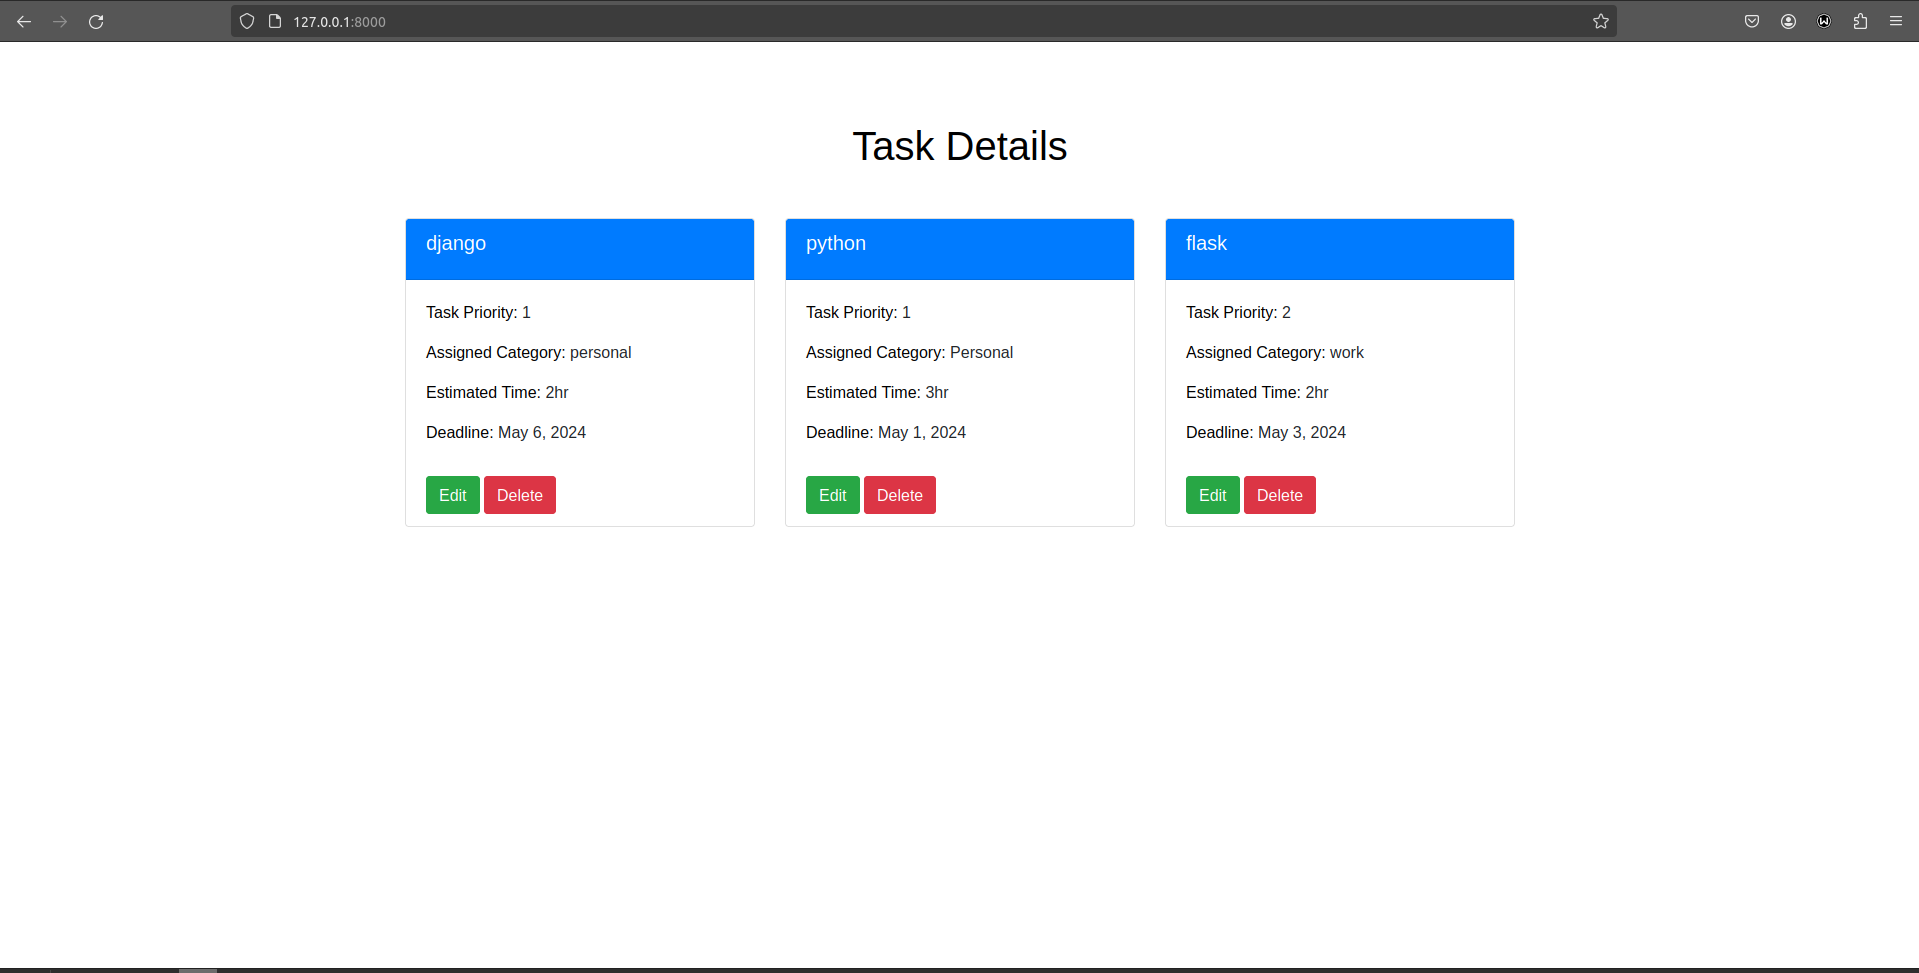 127.0.0.1:8000
Task Details
django
Task Priority: 1
Assigned Category: personal
Estimated Time: 2hr
Deadline: May 6, 2024
Edit Delete
python
Task Priority: 1
Assigned Category: Personal
Estimated Time: 3hr
Deadline: May 1, 2024
Edit Delete
flask
Task Priority: 2
Assigned Category: work
Estimated Time: 2hr
Deadline: May 3, 2024
Edit Delete